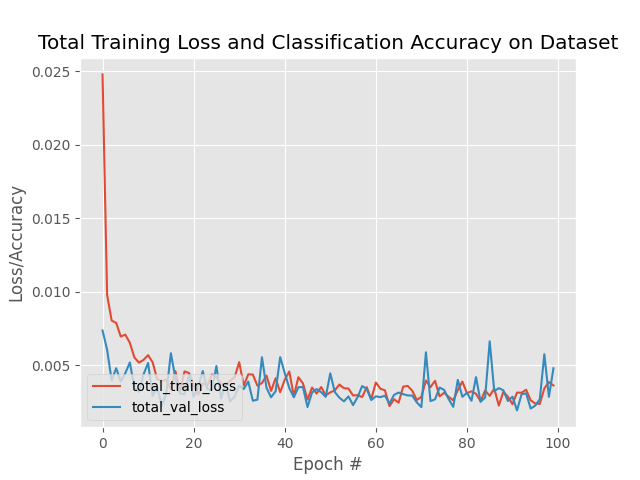 Total Training Loss and Classification Accuracy on Dataset
0.025
0.020
0.015
0.010
0.005
Loss/Accuracy
total_train_loss
total_val_loss
0 20 40 60 80 100
Epoch #